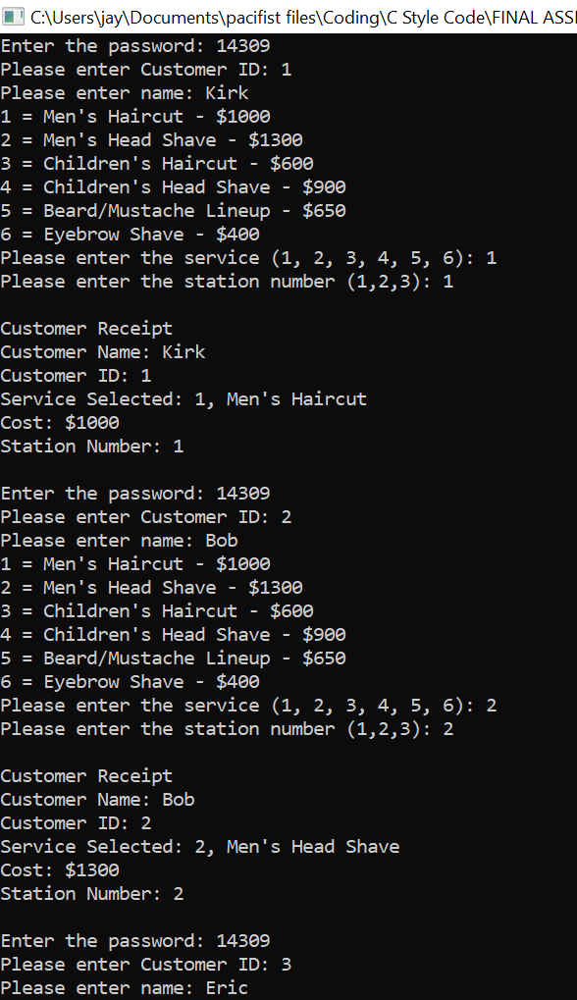 C:\Users\jay\Documents\pacifist files\Coding\C Style Code\FINAL ASS
Enter the password: 14309
Please enter Customer ID: 1
Please enter name: Kirk
1 = Men's Haircut - $1000
2 = Men's Head Shave - $1300
3 = Children's Haircut - $600
4 = Children's Head Shave - $900
5 = Beard/Mustache Lineup - $650
6 = Eyebrow Shave - $400
Please enter the service (1, 2, 3, 4, 5, 6): 1
Please enter the station number (1,2,3): 1
Customer Receipt
Customer Name: Kirk
Customer ID: 1
Service Selected: 1, Men's Haircut
Cost: $1000
Station Number: 1
Enter the password: 14309
Please enter Customer ID: 2
Please enter name: Bob
1 = Men's Haircut - $1000
2 = Men's Head Shave - $1300
3 = Children's Haircut - $600
4 = Children's Head Shave - $900
5 = Beard/Mustache Lineup - $650
6 = Eyebrow Shave - $400
Please enter the service (1, 2, 3, 4, 5, 6): 2
Please enter the station number (1,2,3): 2
Customer Receipt
Customer Name: Bob
Customer ID: 2
Service Selected: 2, Men's Head Shave
Cost: $1300
Station Number: 2
Enter the password: 14309
Please enter Customer ID: 3
Please enter name: Eric